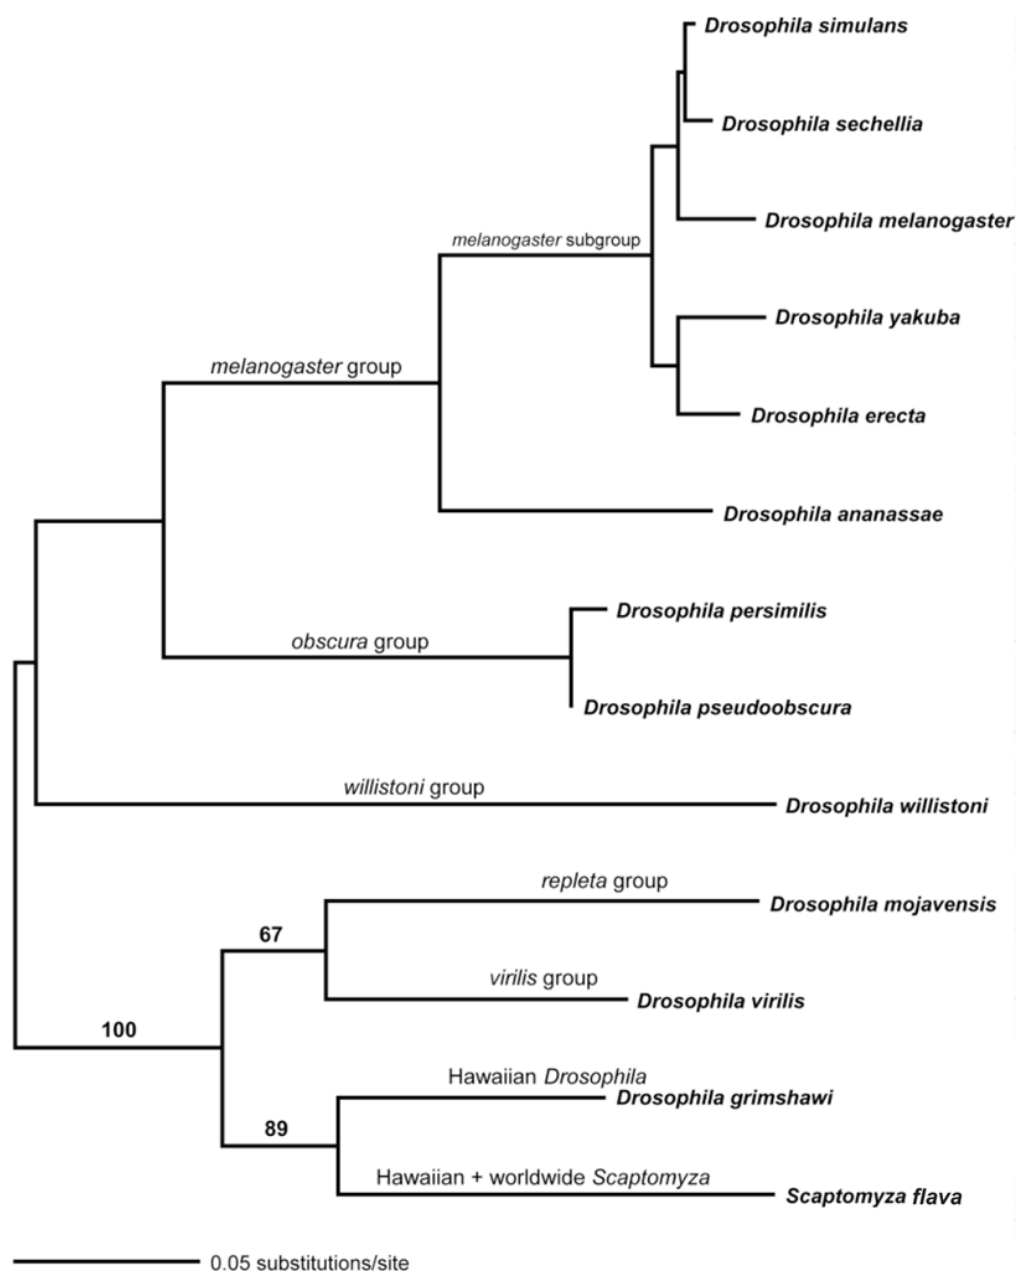 Drosophila simulans
Drosophila sechellia
Drosophila melanogaster
melanogaster subgroup
Drosophila yakuba
melanogaster group
Drosophila erecta
Drosophila ananassae
Drosophila persimilis
obscura group
Drosophila pseudoobscura
willistoni group
Drosophila willistoni
repleta group
Drosophila mojavensis
67
virilis group
Drosophila virilis
100
Hawaiian Drosophila
Drosophila grimshawi
89
Hawaiian + worldwide Scaptomyza
Scaptomyza flava
0.05 substitutions/site